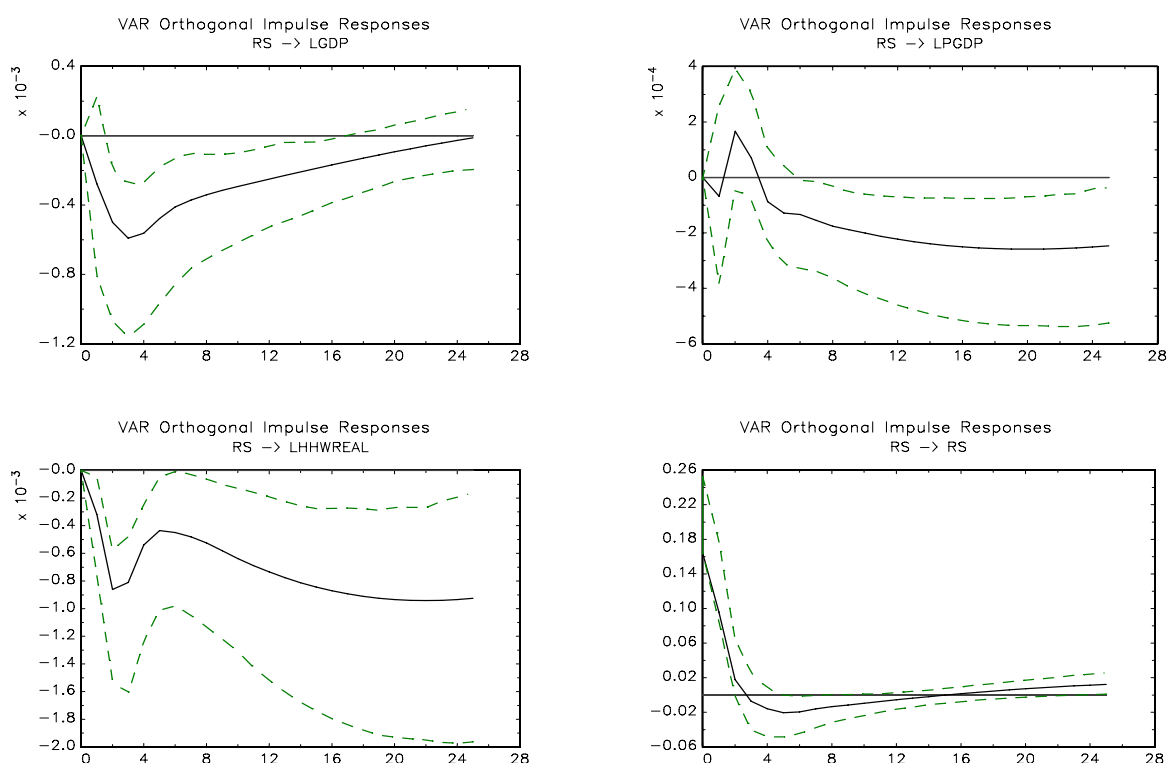 VAR Orthogonal Impulse Responses
RS -> LGDP
x 10^-3
0.4
-0.0
-0.4
-0.8
-1.2
0 4 8 12 16 20 24 28
VAR Orthogonal Impulse Responses
RS -> LPGDP
x 10^-4
4
2
0
-2
-4
-6
0 4 8 12 16 20 24 28
VAR Orthogonal Impulse Responses
RS -> LHHWREAL
x 10^-3
-0.0
-0.2
-0.4
-0.6
-0.8
-1.0
-1.2
-1.4
-1.6
-1.8
-2.0
0 4 8 12 16 20 24 28
VAR Orthogonal Impulse Responses
RS -> RS
0.26
0.22
0.18
0.14
0.10
0.06
0.02
-0.02
-0.06
0 4 8 12 16 20 24 28